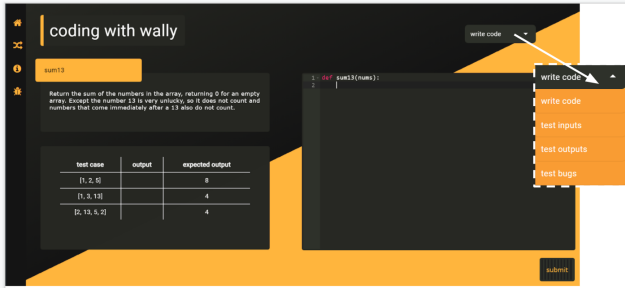 coding with wally
write code
sum13
Return the sum of the numbers in the array, returning 0 for an empty
array. Except the number 13 is very unlucky, so it does not count and
numbers that come immediately after a 13 also do not count.
test case output expected output
[1, 2, 5] 8
[1, 3, 13] 4
[2, 13, 5, 2] 4
1 def sum13(nums):
2
write code
write code
test inputs
test outputs
test bugs
submit